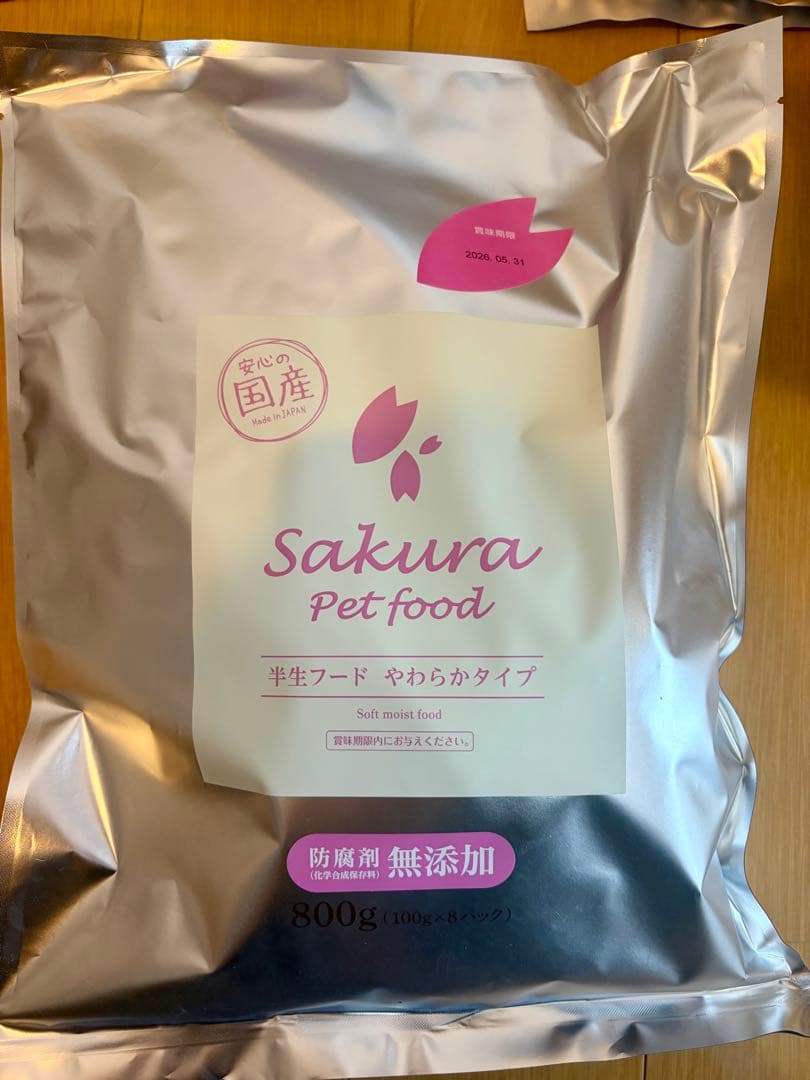 賞味期限
2026.05.31
安心の
国産
Made in JAPAN
Sakura
Pet food
半生フード やわらかタイプ
Soft moist food
賞味期限内にお与えください。
防腐剤
(化学合成保存料)
無添加
800g(100g×8パック)